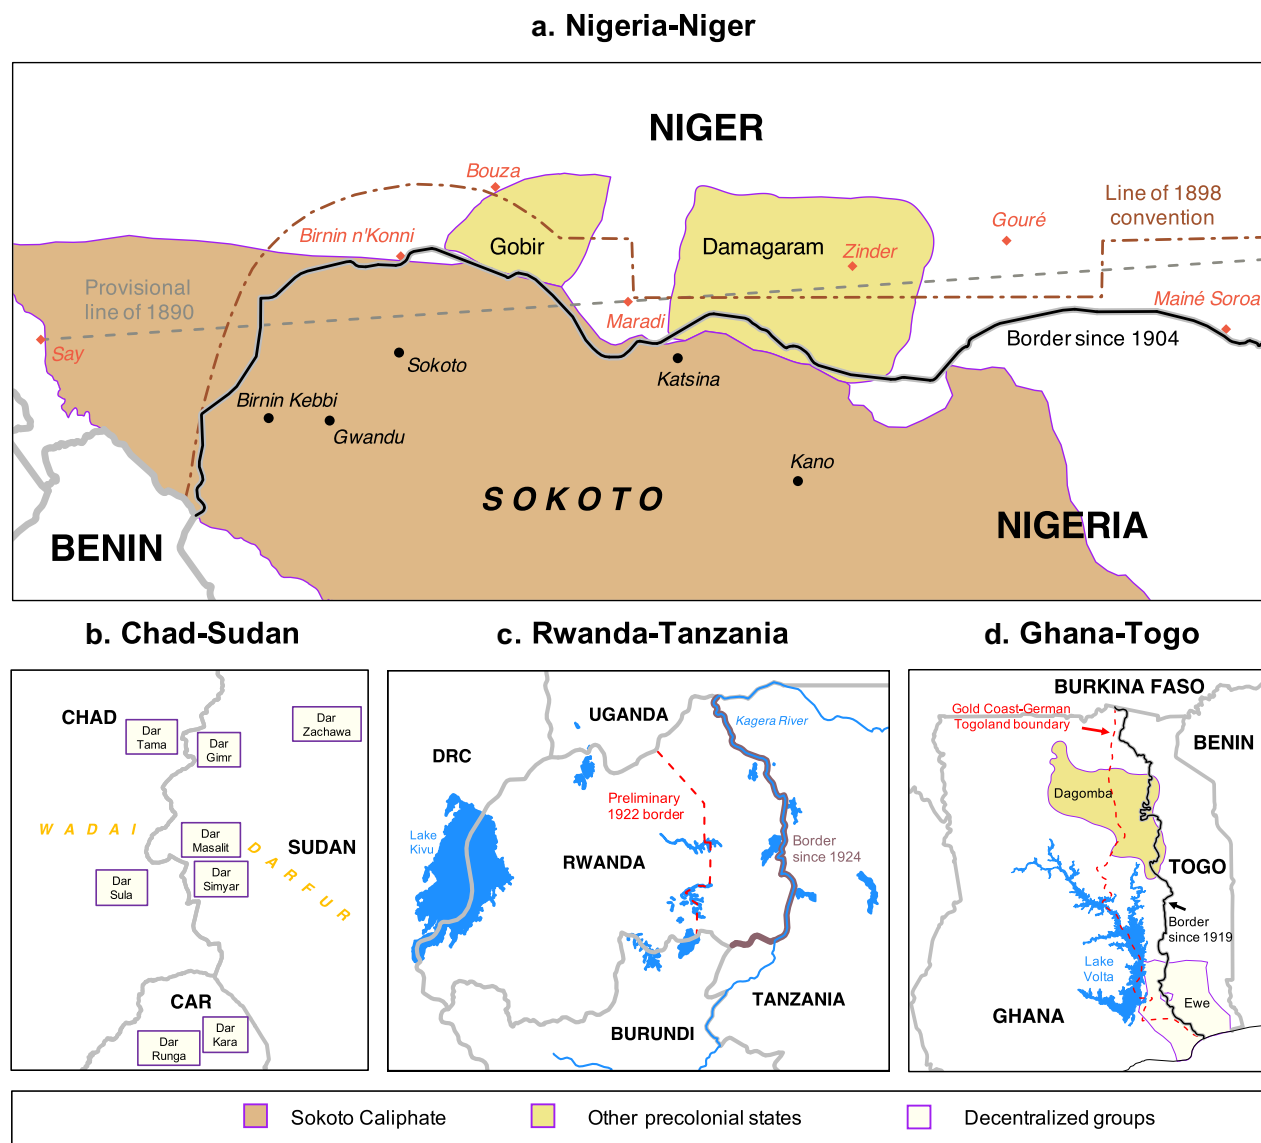 a. Nigeria-Niger
NIGER
Bouza
Line of 1898
convention
Gouré
Birnin n'Konni
Gobir
Damagaram
Zinder
Provisional
line of 1890
Mainé Soroa
Maradi
Border since 1904
Say
Sokoto
Katsina
Birnin Kebbi
Gwandu
Kano
SOKOTO
NIGERIA
BENIN
b. Chad-Sudan
CHAD
Dar
Tama
Dar
Gimr
Dar
Zachawa
WADAI
Dar
Masalit
DARFUR
SUDAN
Dar
Sula
Dar
Simyar
CAR
Dar
Kara
Dar
Runga
c. Rwanda-Tanzania
UGANDA
Kagera River
DRC
Preliminary
1922 border
Lake
Kivu
RWANDA
Border
since 1924
TANZANIA
BURUNDI
d. Ghana-Togo
BURKINA FASO
Gold Coast-German
Togoland boundary
BENIN
Dagomba
TOGO
Border
since 1919
Lake
Volta
Ewe
GHANA
Sokoto Caliphate
Other precolonial states
Decentralized groups